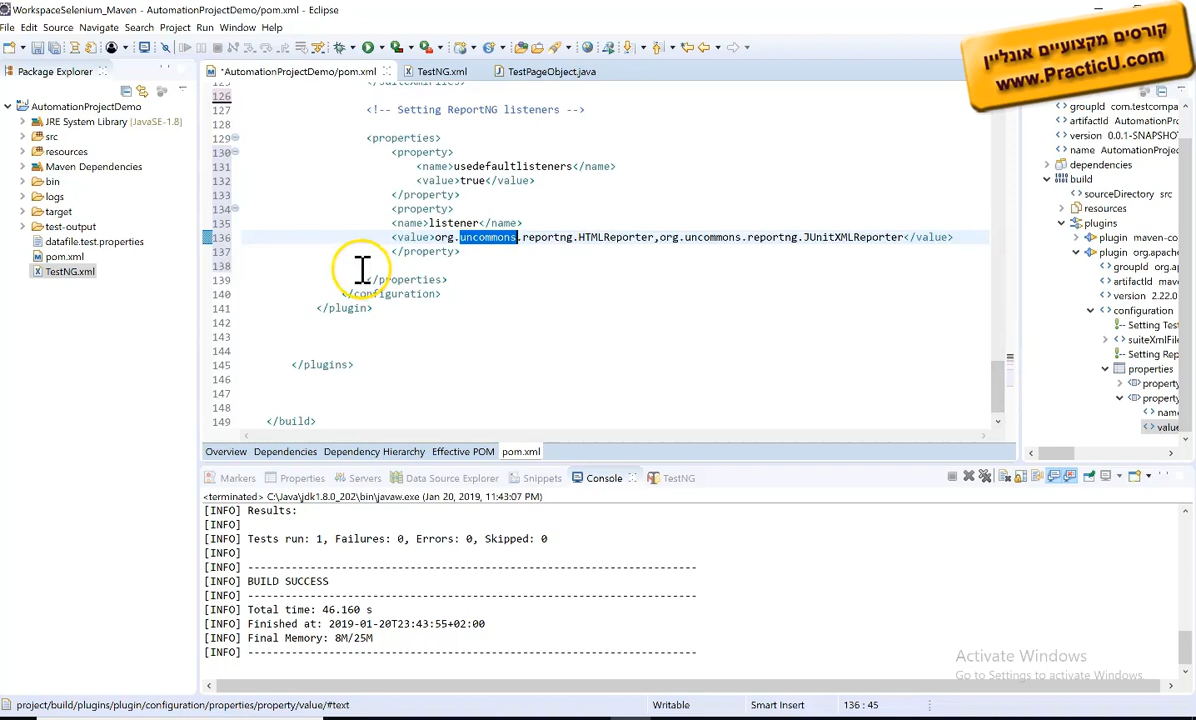 WorkspaceSelenium_Maven - AutomationProjectDemo/pom.xml - Eclipse
File Edit Source Navigate Search Project Run Window Help
קורסים מקצועיים אונליין
www.PracticU.com
Package Explorer
*AutomationProjectDemo/pom.xml
TestNG.xml
TestPageObject.java
AutomationProjectDemo
JRE System Library [JavaSE-1.8]
src
resources
Maven Dependencies
bin
logs
target
test-output
datafile.test.properties
pom.xml
TestNG.xml
126
127 <!-- Setting ReportNG listeners -->
128
129 <properties>
130 <property>
131 <name>usedefaultlisteners</name>
132 <value>true</value>
133 </property>
134 <property>
135 <name>listener</name>
136 <value>org.uncommons.reportng.HTMLReporter,org.uncommons.reportng.JUnitXMLReporter</value>
137 </property>
138
139 </properties>
140 </configuration>
141 </plugin>
142
143
144
145 </plugins>
146
147
148
149 </build>
groupId com.testcompa
artifactId AutomationProj
version 0.0.1-SNAPSHOT
name AutomationProjec
dependencies
build
sourceDirectory src
resources
plugins
plugin maven-co
plugin org.apach
groupId org.a
artifactId mav
version 2.22.0
configuration
Setting Test
suiteXmlFile
Setting Rep
properties
property
property
name
value
Overview Dependencies Dependency Hierarchy Effective POM pom.xml
Markers Properties Servers Data Source Explorer Snippets Console TestNG
<terminated> C:\Java\jdk1.8.0_202\bin\javaw.exe (Jan 20, 2019, 11:43:07 PM)
[INFO] Results:
[INFO]
[INFO] Tests run: 1, Failures: 0, Errors: 0, Skipped: 0
[INFO]
[INFO] ------------------------------------------------------------------------
[INFO] BUILD SUCCESS
[INFO] ------------------------------------------------------------------------
[INFO] Total time: 46.160 s
[INFO] Finished at: 2019-01-20T23:43:55+02:00
[INFO] Final Memory: 8M/25M
[INFO] ------------------------------------------------------------------------
Activate Windows
Go to Settings to activate Windows.
project/build/plugins/plugin/configuration/properties/property/value/#text
Writable
Smart Insert
136 : 45